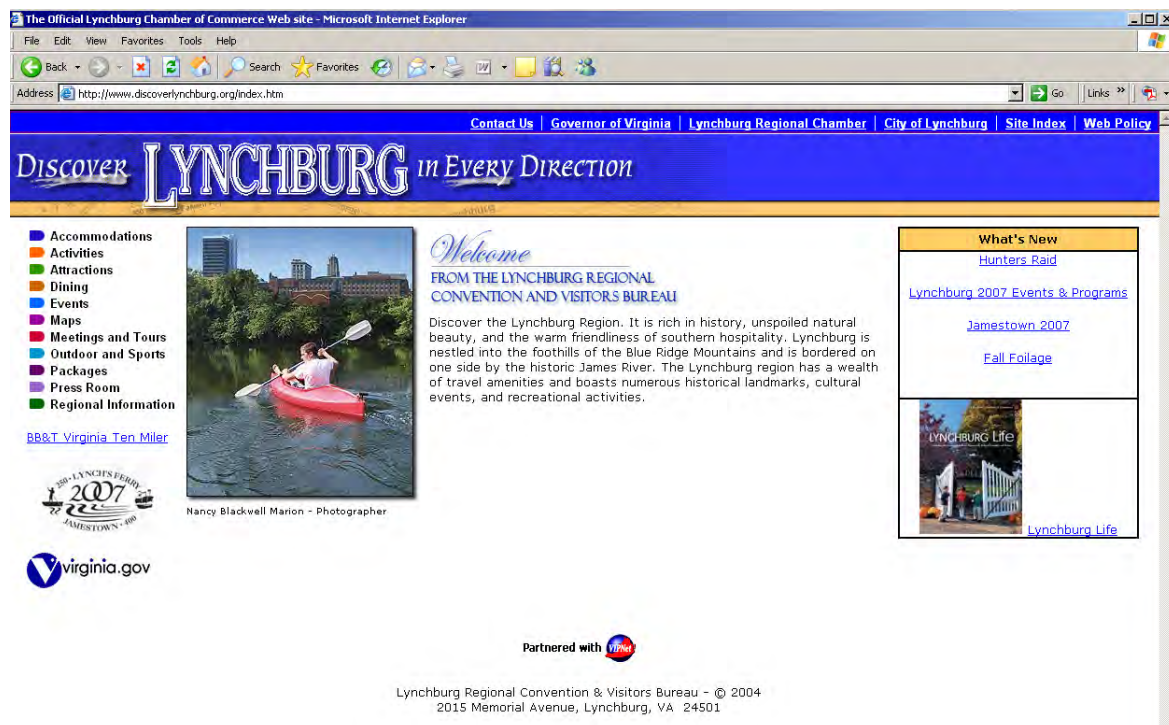 The Official Lynchburg Chamber of Commerce Web site - Microsoft Internet Explorer
File Edit View Favorites Tools Help
Back Search Favorites
Address http://www.discoverlynchburg.org/index.htm Go Links »
Contact Us | Governor of Virginia | Lynchburg Regional Chamber | City of Lynchburg | Site Index | Web Policy
DISCOVER LYNCHBURG IN EVERY DIRECTION
Accommodations
Activities
Attractions
Dining
Events
Maps
Meetings and Tours
Outdoor and Sports
Packages
Press Room
Regional Information
BB&T Virginia Ten Miler
250 - LYNCH'S FERRY
2007
JAMESTOWN - 400
Vvirginia.gov
Nancy Blackwell Marion - Photographer
Welcome
FROM THE LYNCHBURG REGIONAL
CONVENTION AND VISITORS BUREAU
Discover the Lynchburg Region. It is rich in history, unspoiled natural
beauty, and the warm friendliness of southern hospitality. Lynchburg is
nestled into the foothills of the Blue Ridge Mountains and is bordered on
one side by the historic James River. The Lynchburg region has a wealth
of travel amenities and boasts numerous historical landmarks, cultural
events, and recreational activities.
What's New
Hunters Raid
Lynchburg 2007 Events & Programs
Jamestown 2007
Fall Foilage
LYNCHBURG Life
Lynchburg Life
Partnered with VIPNet
Lynchburg Regional Convention & Visitors Bureau - © 2004
2015 Memorial Avenue, Lynchburg, VA 24501